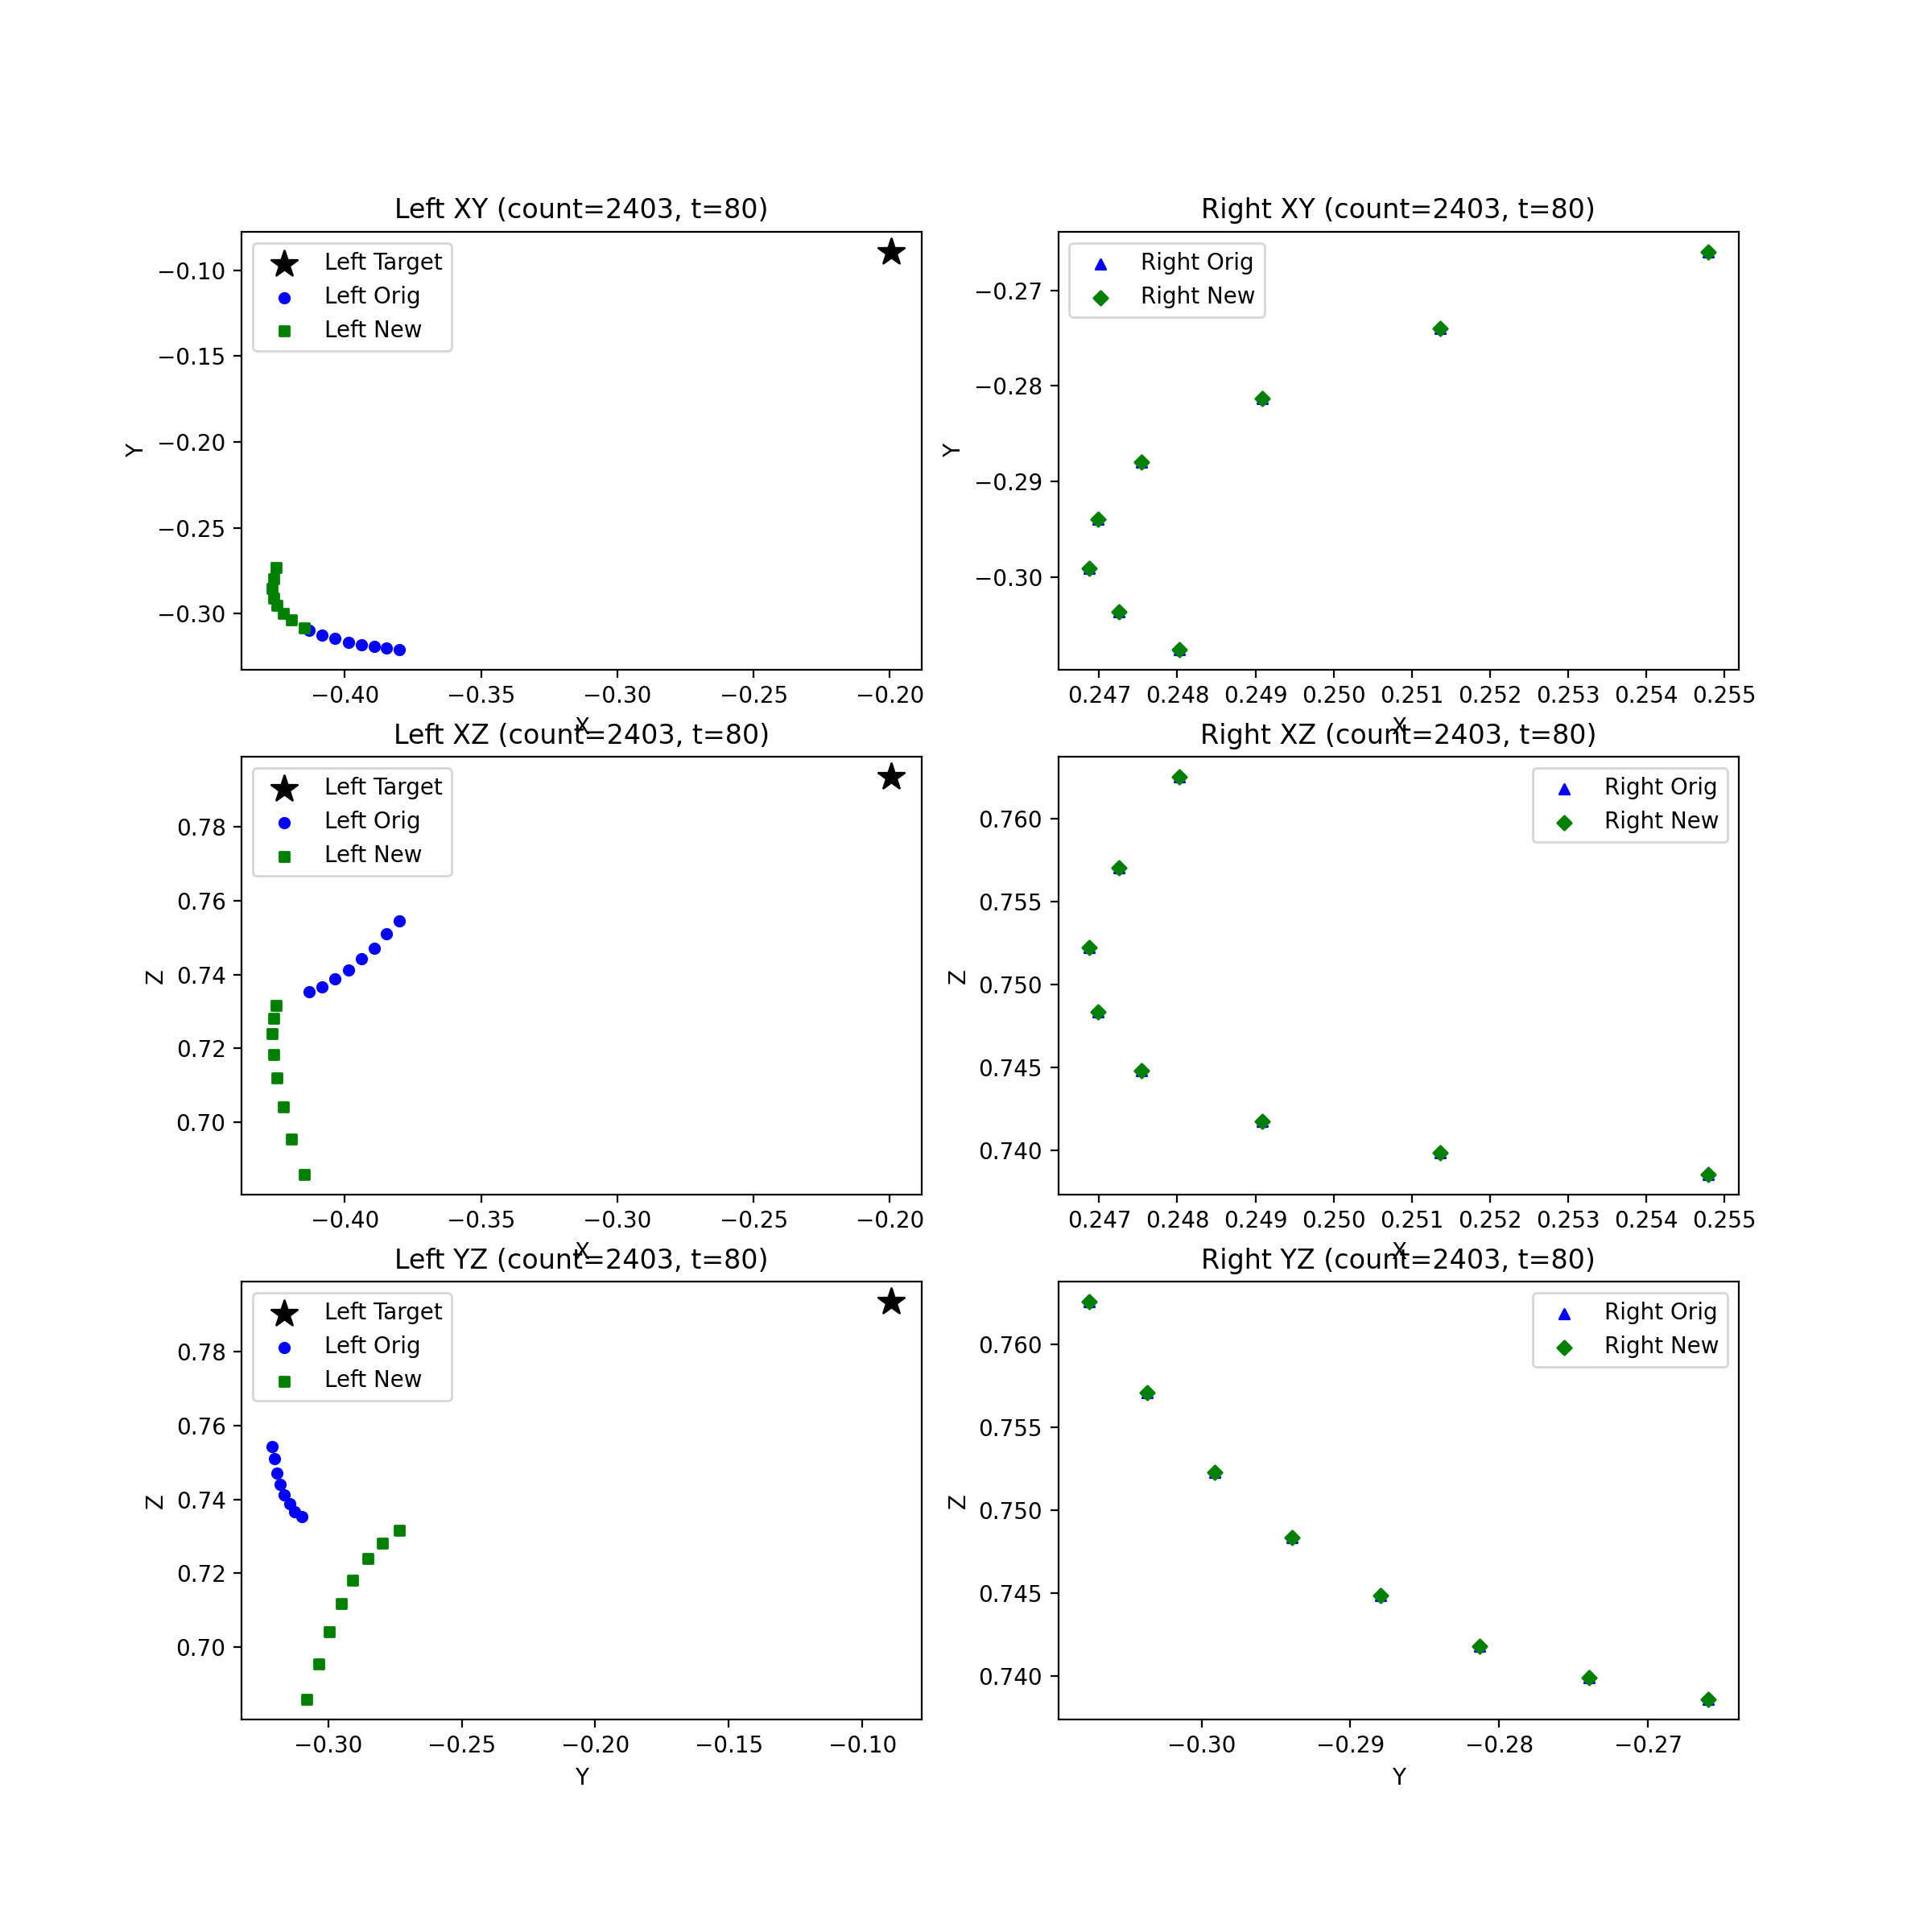 Left XY (count=2403, t=80)
Left Target
Left Orig
Left New
−0.10
−0.15
−0.20
−0.25
−0.30
Y
−0.40
−0.35
−0.30
−0.25
−0.20
X
Right XY (count=2403, t=80)
Right Orig
Right New
−0.27
−0.28
−0.29
−0.30
Y
0.247
0.248
0.249
0.250
0.251
0.252
0.253
0.254
0.255
X
Left XZ (count=2403, t=80)
Left Target
Left Orig
Left New
0.78
0.76
0.74
0.72
0.70
Z
−0.40
−0.35
−0.30
−0.25
−0.20
X
Right XZ (count=2403, t=80)
Right Orig
Right New
0.760
0.755
0.750
0.745
0.740
Z
0.247
0.248
0.249
0.250
0.251
0.252
0.253
0.254
0.255
X
Left YZ (count=2403, t=80)
Left Target
Left Orig
Left New
0.78
0.76
0.74
0.72
0.70
Z
−0.30
−0.25
−0.20
−0.15
−0.10
Y
Right YZ (count=2403, t=80)
Right Orig
Right New
0.760
0.755
0.750
0.745
0.740
Z
−0.30
−0.29
−0.28
−0.27
Y